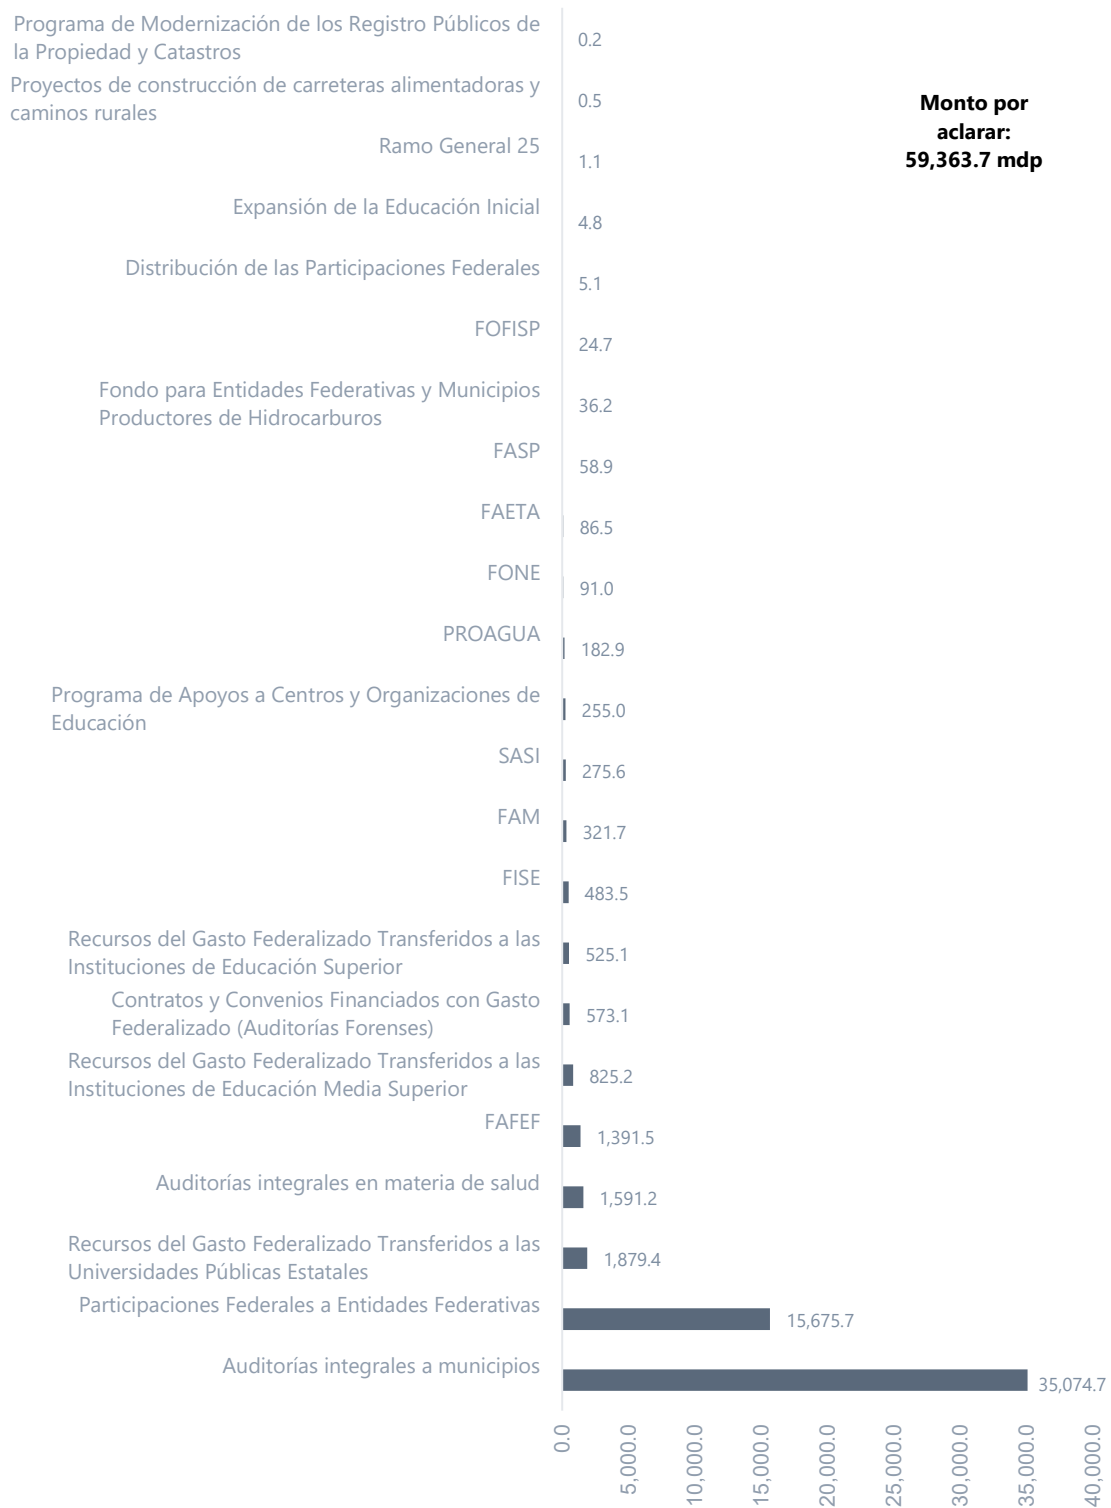 Programa de Modernización de los Registro Públicos de
la Propiedad y Catastros
0.2
Proyectos de construcción de carreteras alimentadoras y
caminos rurales
0.5
Monto por
aclarar:
59,363.7 mdp
Ramo General 25
1.1
Expansión de la Educación Inicial
4.8
Distribución de las Participaciones Federales
5.1
FOFISP
24.7
Fondo para Entidades Federativas y Municipios
Productores de Hidrocarburos
36.2
FASP
58.9
FAETA
86.5
FONE
91.0
PROAGUA
182.9
Programa de Apoyos a Centros y Organizaciones de
Educación
255.0
SASI
275.6
FAM
321.7
FISE
483.5
Recursos del Gasto Federalizado Transferidos a las
Instituciones de Educación Superior
525.1
Contratos y Convenios Financiados con Gasto
Federalizado (Auditorías Forenses)
573.1
Recursos del Gasto Federalizado Transferidos a las
Instituciones de Educación Media Superior
825.2
FAFEF
1,391.5
Auditorías integrales en materia de salud
1,591.2
Recursos del Gasto Federalizado Transferidos a las
Universidades Públicas Estatales
1,879.4
Participaciones Federales a Entidades Federativas
15,675.7
Auditorías integrales a municipios
35,074.7
0.0
5,000.0
10,000.0
15,000.0
20,000.0
25,000.0
30,000.0
35,000.0
40,000.0